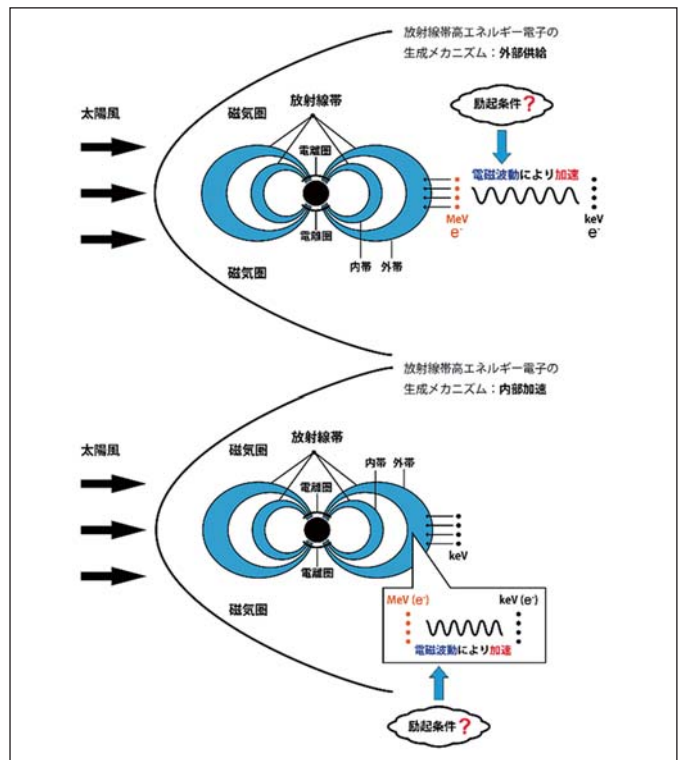 放射線帯高エネルギー電子の
生成メカニズム：外部供給
励起条件？
太陽風
磁気圏
放射線帯
電離圏
電磁波動により加速
MeV
e⁻
keV
e⁻
電離圏
内帯
外帯
磁気圏
放射線帯高エネルギー電子の
生成メカニズム：内部加速
太陽風
磁気圏
放射線帯
内帯
外帯
電離圏
keV
電離圏
磁気圏
MeV (e⁻)
keV (e⁻)
電磁波動により加速
励起条件？